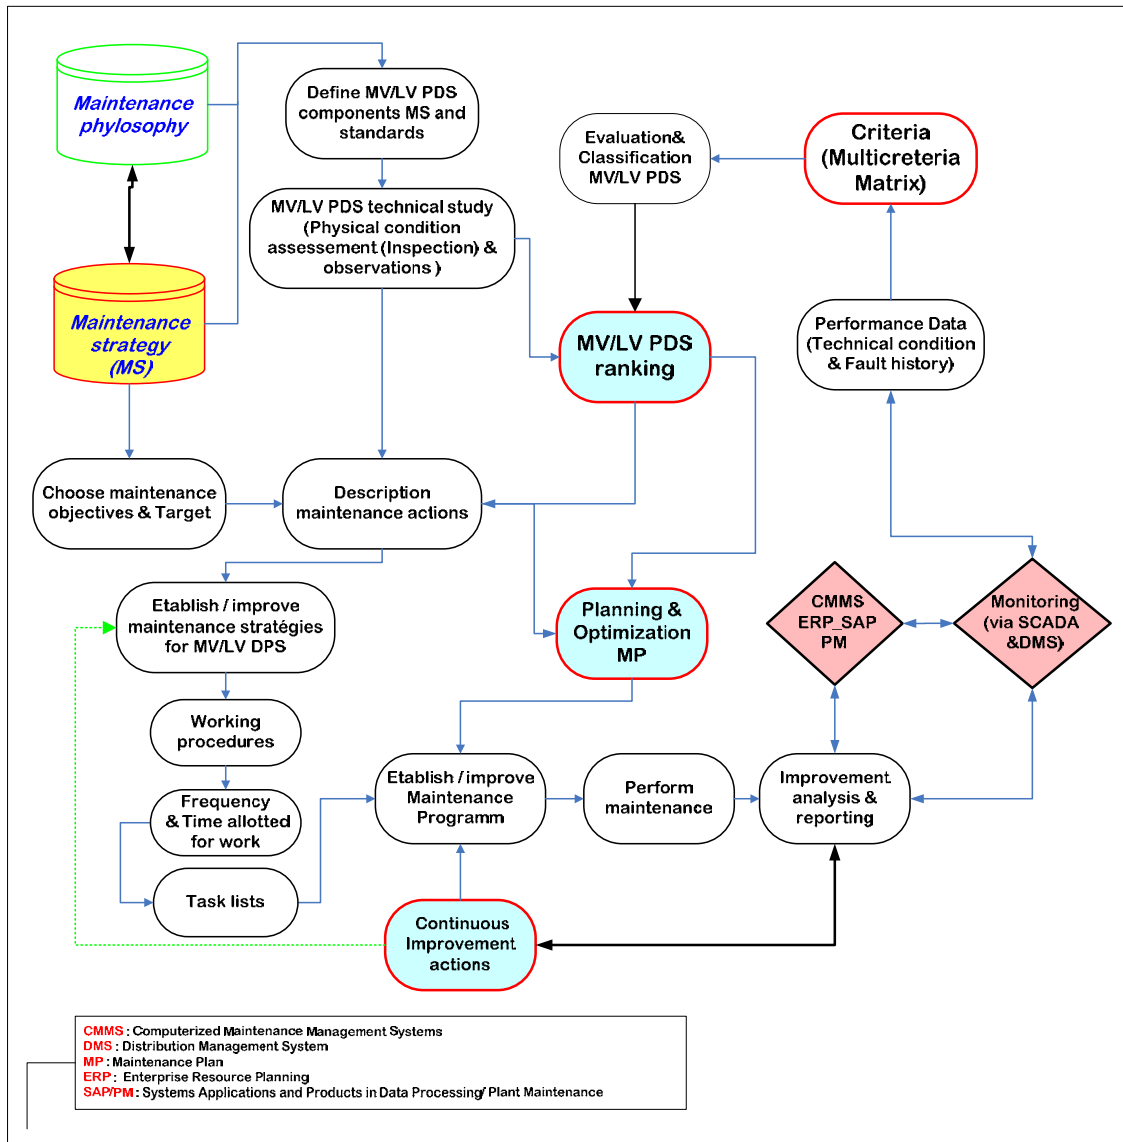 Maintenance
phylosophy
Define MV/LV PDS
components MS and
standards
Evaluation&
Classification
MV/LV PDS
Criteria
(Multicreteria
Matrix)
MV/LV PDS technical study
(Physical condition
assessement (Inspection) &
observations )
Maintenance
strategy
(MS)
MV/LV PDS
ranking
Performance Data
(Technical condition
& Fault history)
Choose maintenance
objectives & Target
Description
maintenance actions
Etablish / improve
maintenance stratégies
for MV/LV DPS
Planning &
Optimization
MP
CMMS
ERP_SAP
PM
Monitoring
(via SCADA
&DMS)
Working
procedures
Frequency
& Time allotted
for work
Etablish / improve
Maintenance
Programm
Perform
maintenance
Improvement
analysis &
reporting
Task lists
Continuous
Improvement
actions
CMMS : Computerized Maintenance Management Systems
DMS : Distribution Management System
MP : Maintenance Plan
ERP : Enterprise Resource Planning
SAP/PM : Systems Applications and Products in Data Processing/ Plant Maintenance